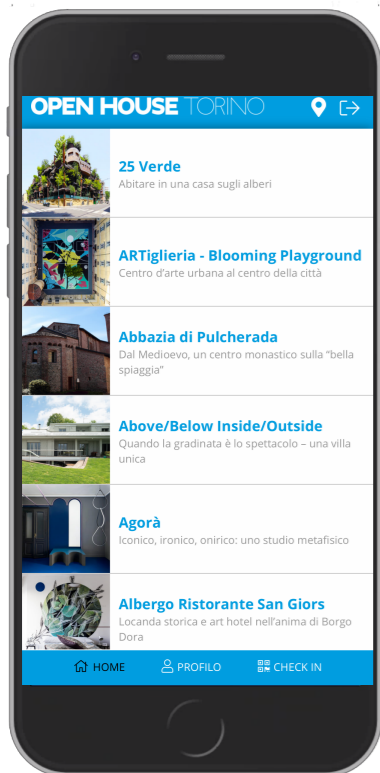 OPEN HOUSE TORINO
25 Verde
Abitare in una casa sugli alberi
ARTiglieria - Blooming Playground
Centro d'arte urbana al centro della città
Abbazia di Pulcherada
Dal Medioevo, un centro monastico sulla “bella
spiaggia”
Above/Below Inside/Outside
Quando la gradinata è lo spettacolo – una villa
unica
Agorà
Iconico, ironico, onirico: uno studio metafisico
Albergo Ristorante San Giors
Locanda storica e art hotel nell'anima di Borgo
Dora
HOME PROFILO CHECK IN